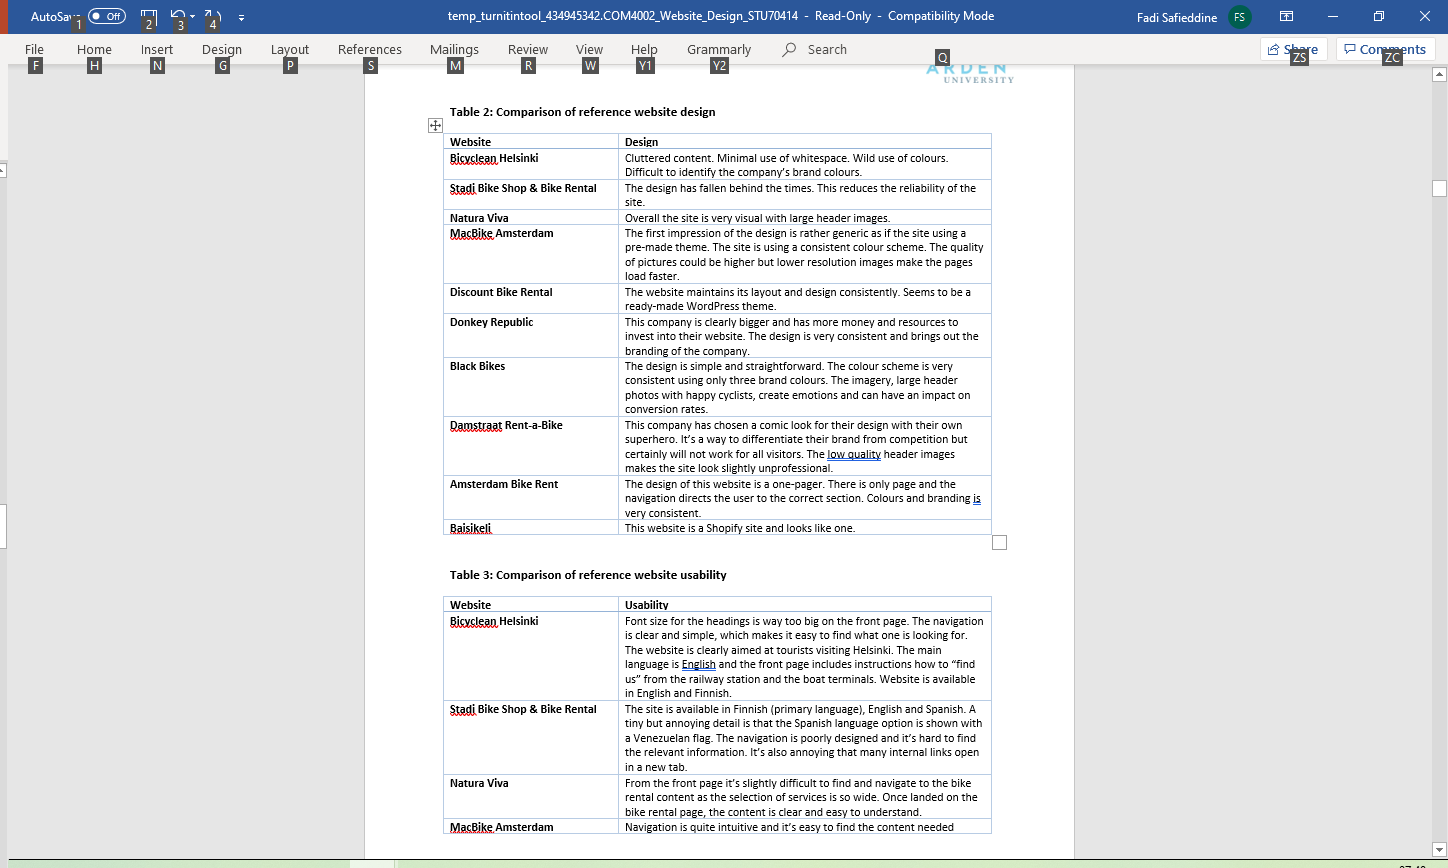 AutoSave Off temp_turnitintool_434945342.COM4002_Website_Design_STU70414 - Read-Only - Compatibility Mode Fadi Safieddine FS
1 2 3 4
File Home Insert Design Layout References Mailings Review View Help Grammarly Search Share Comments
F H N G P S M R W Y1 Y2 Q ZS ZC
ARDEN
UNIVERSITY
Table 2: Comparison of reference website design
Website Design
Bicyclean Helsinki Cluttered content. Minimal use of whitespace. Wild use of colours.
Difficult to identify the company's brand colours.
Stadi Bike Shop & Bike Rental The design has fallen behind the times. This reduces the reliability of the
site.
Natura Viva Overall the site is very visual with large header images.
MacBike Amsterdam The first impression of the design is rather generic as if the site using a
pre-made theme. The site is using a consistent colour scheme. The quality
of pictures could be higher but lower resolution images make the pages
load faster.
Discount Bike Rental The website maintains its layout and design consistently. Seems to be a
ready-made WordPress theme.
Donkey Republic This company is clearly bigger and has more money and resources to
invest into their website. The design is very consistent and brings out the
branding of the company.
Black Bikes The design is simple and straightforward. The colour scheme is very
consistent using only three brand colours. The imagery, large header
photos with happy cyclists, create emotions and can have an impact on
conversion rates.
Damstraat Rent-a-Bike This company has chosen a comic look for their design with their own
superhero. It's a way to differentiate their brand from competition but
certainly will not work for all visitors. The low quality header images
makes the site look slightly unprofessional.
Amsterdam Bike Rent The design of this website is a one-pager. There is only page and the
navigation directs the user to the correct section. Colours and branding is
very consistent.
Baisikeli This website is a Shopify site and looks like one.
Table 3: Comparison of reference website usability
Website Usability
Bicyclean Helsinki Font size for the headings is way too big on the front page. The navigation
is clear and simple, which makes it easy to find what one is looking for.
The website is clearly aimed at tourists visiting Helsinki. The main
language is English and the front page includes instructions how to "find
us" from the railway station and the boat terminals. Website is available
in English and Finnish.
Stadi Bike Shop & Bike Rental The site is available in Finnish (primary language), English and Spanish. A
tiny but annoying detail is that the Spanish language option is shown with
a Venezuelan flag. The navigation is poorly designed and it's hard to find
the relevant information. It's also annoying that many internal links open
in a new tab.
Natura Viva From the front page it's slightly difficult to find and navigate to the bike
rental content as the selection of services is so wide. Once landed on the
bike rental page, the content is clear and easy to understand.
MacBike Amsterdam Navigation is quite intuitive and it's easy to find the content needed